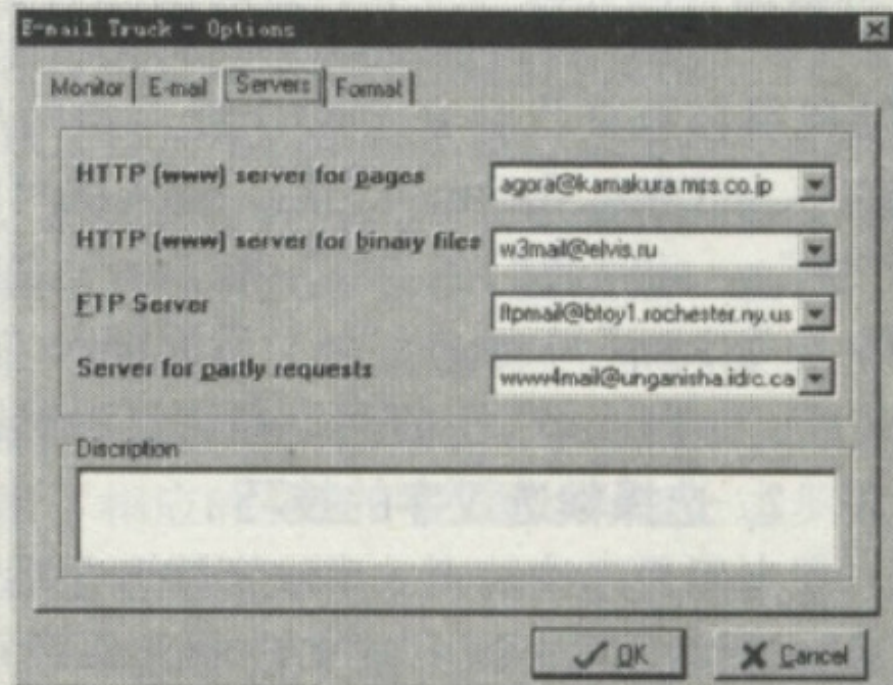 E-mail Truck - Options
Monitor E-mail Servers Format
HTTP (www) server for pages agora@kamakura.mss.co.jp
HTTP (www) server for binary files w3mail@elvis.ru
FTP Server ftpmail@btoy1.rochester.ny.us
Server for partly requests www4mail@unganisha.idrc.ca
Discription
OK Cancel